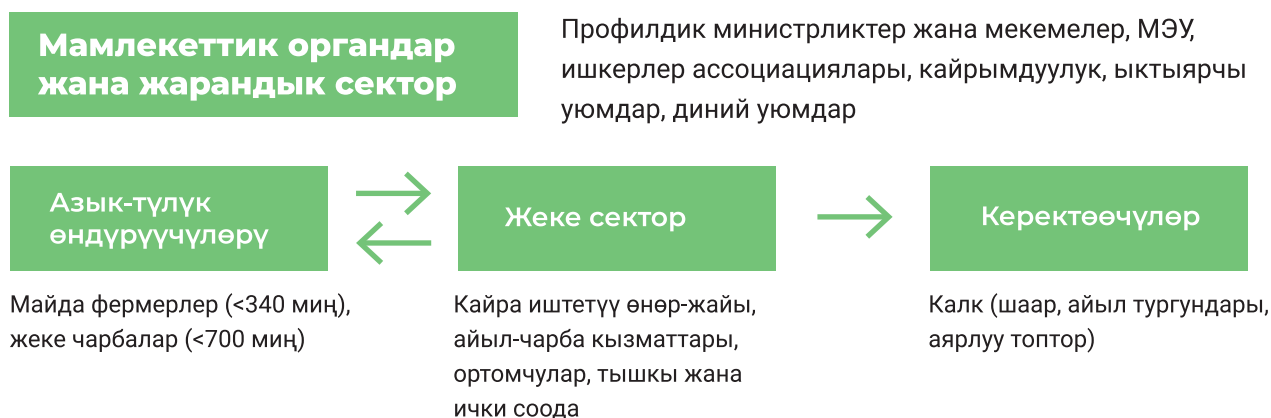 Мамлекеттик органдар
жана жарандык сектор
Профилдик министрликтер жана мекемелер, МЭУ,
ишкерлер ассоциациялары, кайрымдуулук, ыктыярчы
уюмдар, диний уюмдар
Азык-түлүк
өндүрүүчүлөрү
Майда фермерлер (<340 миң),
жеке чарбалар (<700 миң)
Жеке сектор
Кайра иштетүү өнөр-жайы,
айыл-чарба кызматтары,
ортомчулар, тышкы жана
ички соода
Керектөөчүлөр
Калк (шаар, айыл тургундары,
аярлуу топтор)